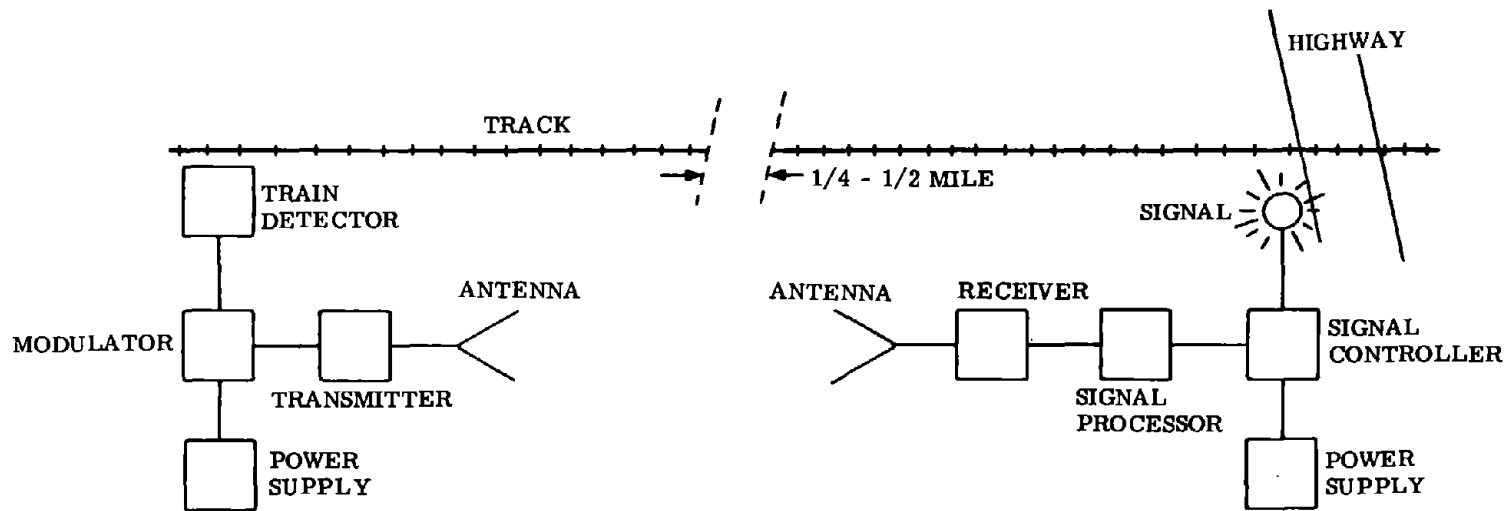 HIGHWAY
TRACK
1/4 - 1/2 MILE
TRAIN
DETECTOR
SIGNAL
ANTENNA
ANTENNA
RECEIVER
MODULATOR
SIGNAL
CONTROLLER
TRANSMITTER
SIGNAL
PROCESSOR
POWER
SUPPLY
POWER
SUPPLY